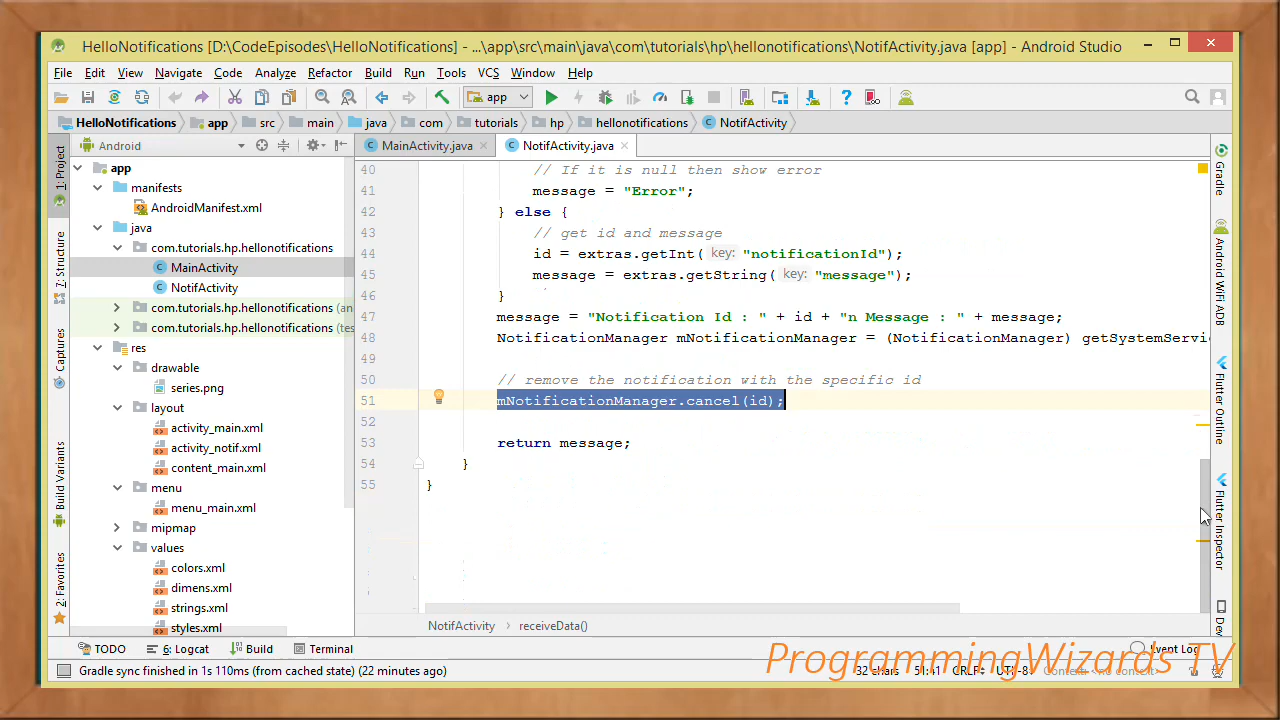 HelloNotifications [D:\CodeEpisodes\HelloNotifications] - ...\app\src\main\java\com\tutorials\hp\hellonotifications\NotifActivity.java [app] - Android Studio
File Edit View Navigate Code Analyze Refactor Build Run Tools VCS Window Help
app
HelloNotifications app src main java com tutorials hp hellonotifications NotifActivity
Android
MainActivity.java NotifActivity.java
1: Project
7: Structure
Captures
Build Variants
2: Favorites
app
manifests
AndroidManifest.xml
java
com.tutorials.hp.hellonotifications
MainActivity
NotifActivity
com.tutorials.hp.hellonotifications (an
com.tutorials.hp.hellonotifications (tes
res
drawable
series.png
layout
activity_main.xml
activity_notif.xml
content_main.xml
menu
menu_main.xml
mipmap
values
colors.xml
dimens.xml
strings.xml
styles.xml
40 // If it is null then show error
41 message = "Error";
42 } else {
43 // get id and message
44 id = extras.getInt( key: "notificationId");
45 message = extras.getString( key: "message");
46 }
47 message = "Notification Id : " + id + "n Message : " + message;
48 NotificationManager mNotificationManager = (NotificationManager) getSystemServi
49
50 // remove the notification with the specific id
51 mNotificationManager.cancel(id);
52
53 return message;
54 }
55 }
NotifActivity receiveData()
Gradle
Android WiFi ADB
Flutter Outline
Flutter Inspector
Dev
TODO 6: Logcat Build Terminal Event Log
Gradle sync finished in 1s 110ms (from cached state) (22 minutes ago) 32 chars 51:41 CRLF UTF-8 Context: <no context>
ProgrammingWizards TV